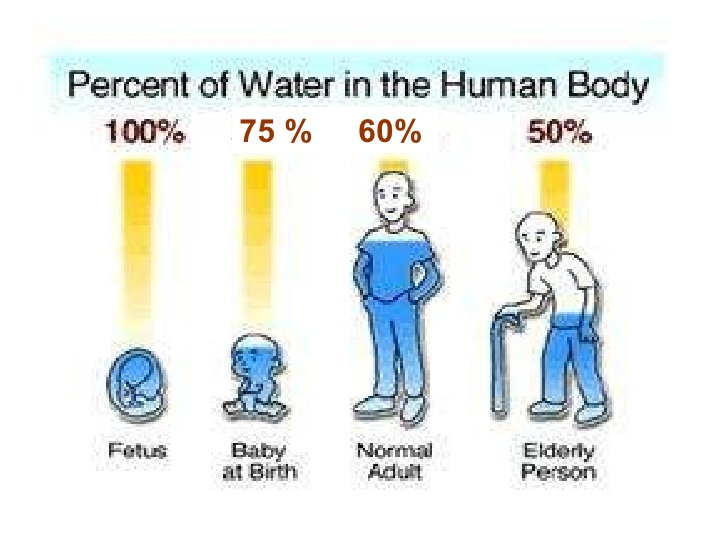 Percent of Water in the Human Body
100% 75 % 60% 50%
Fetus Baby at Birth Normal Adult Elderly Person